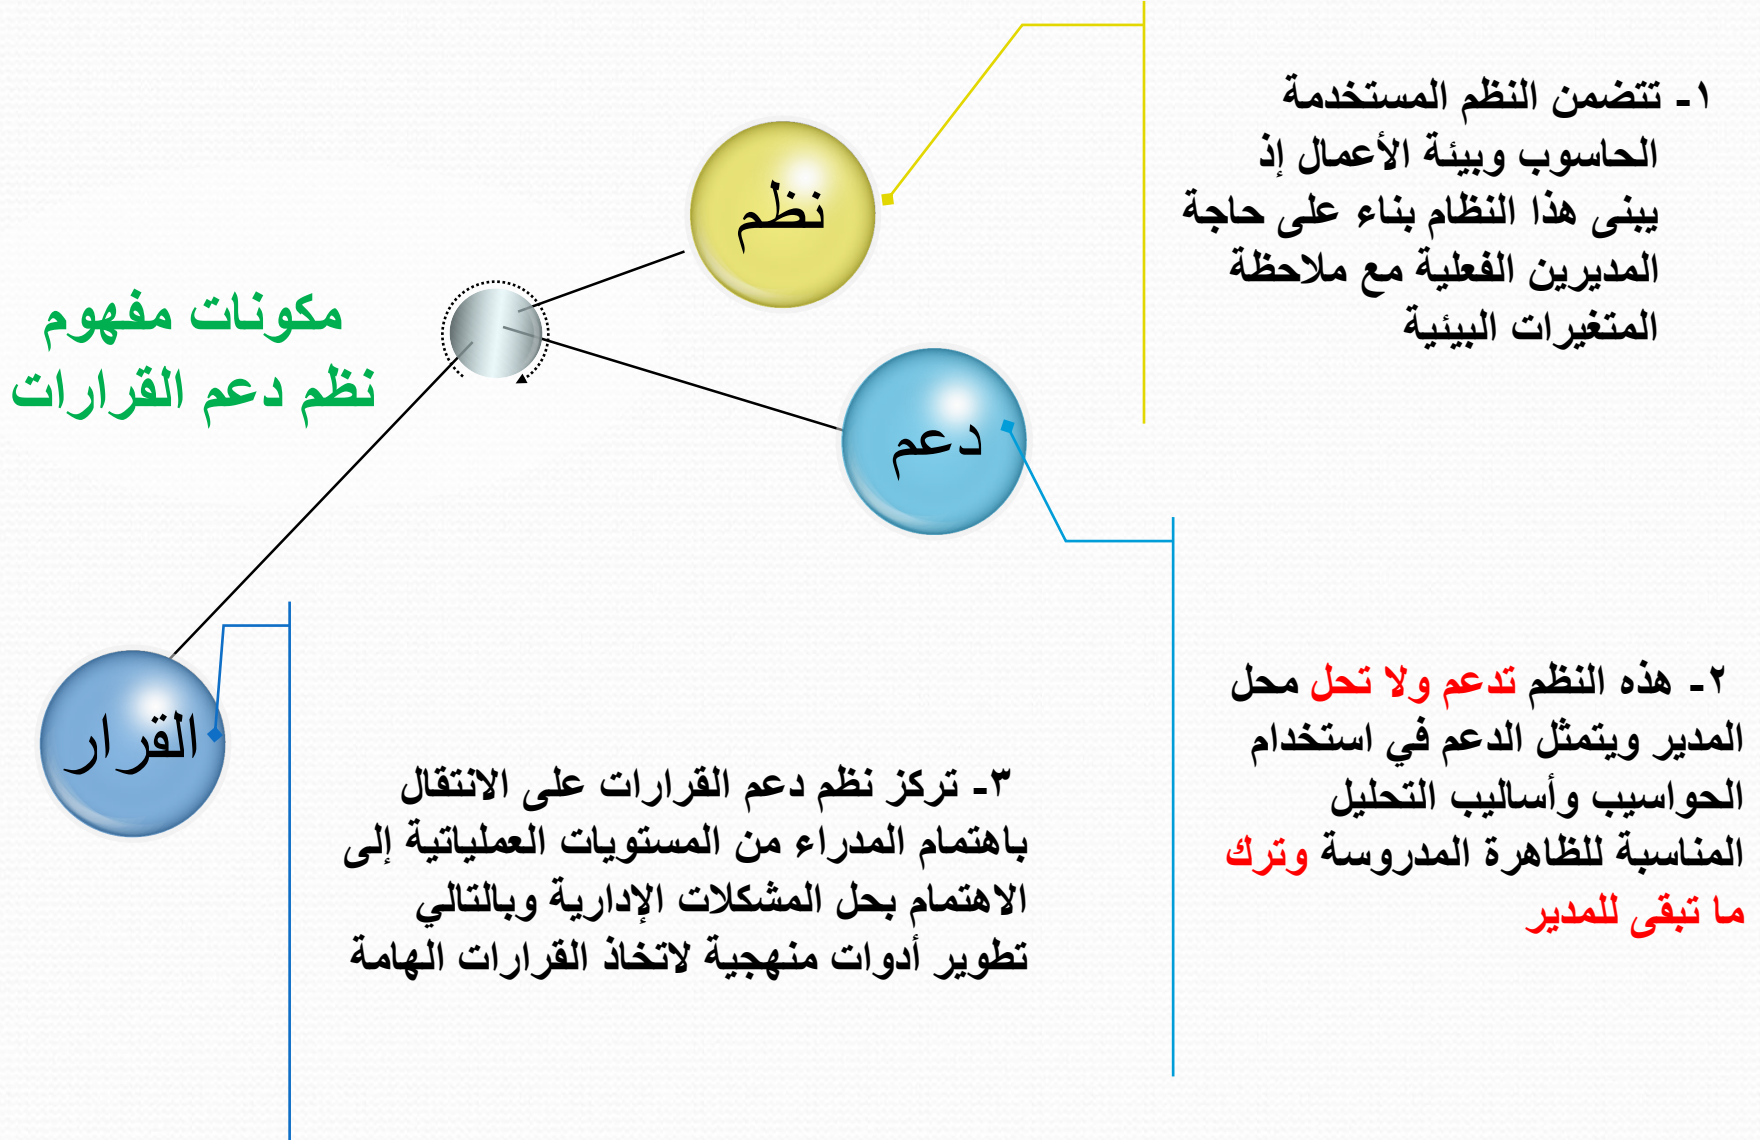 مكونات مفهوم
نظم دعم القرارات
نظم
١- تتضمن النظم المستخدمة
الحاسوب وبيئة الأعمال إذ
يبنى هذا النظام بناء على حاجة
المديرين الفعلية مع ملاحظة
المتغيرات البيئية
دعم
٢- هذه النظم تدعم ولا تحل محل
المدير ويتمثل الدعم في استخدام
الحواسيب وأساليب التحليل
المناسبة للظاهرة المدروسة وترك
ما تبقى للمدير
القرار
٣- تركز نظم دعم القرارات على الانتقال
باهتمام المدراء من المستويات العملياتية إلى
الاهتمام بحل المشكلات الإدارية وبالتالي
تطوير أدوات منهجية لاتخاذ القرارات الهامة